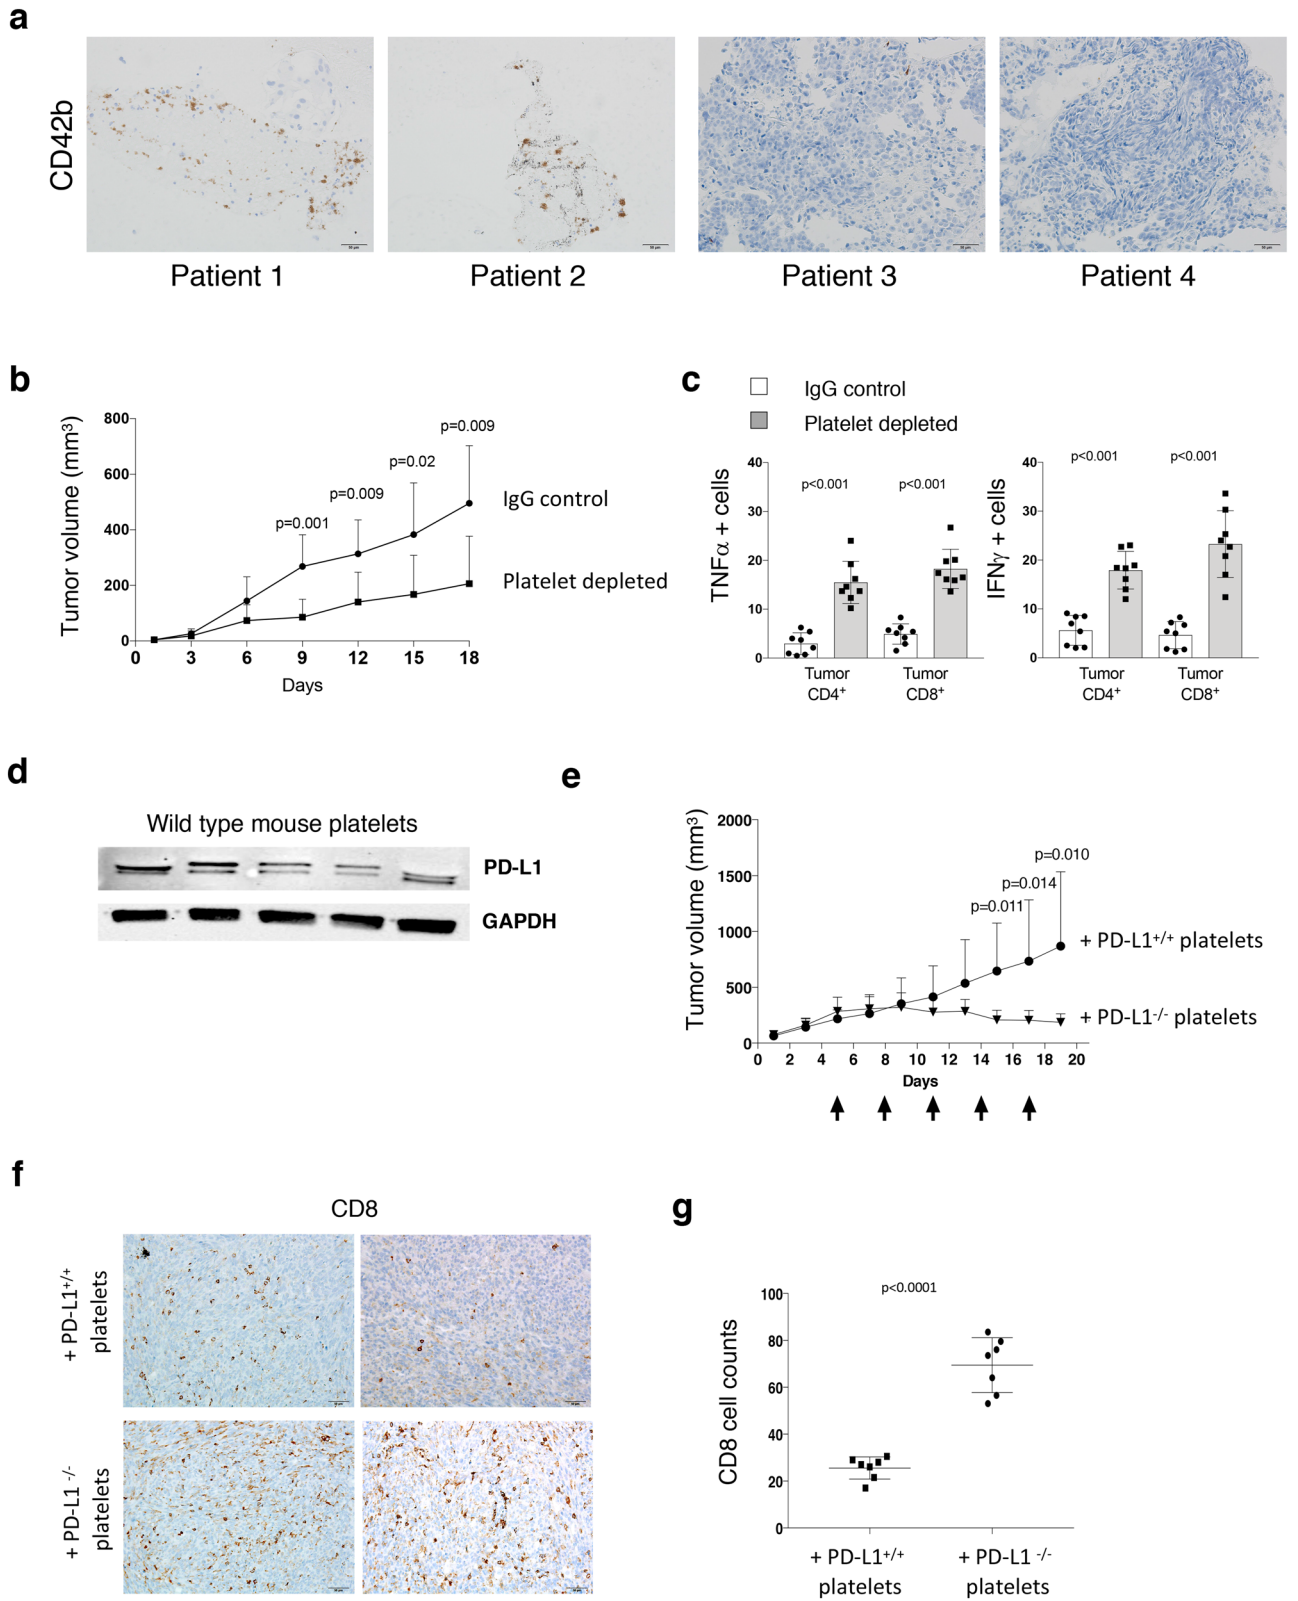 a
CD42b
Patient 1
Patient 2
Patient 3
Patient 4
b
Tumor volume (mm³)
800
600
400
200
0
0 3 6 9 12 15 18
Days
p=0.001
p=0.009
p=0.02
p=0.009
IgG control
Platelet depleted
c
IgG control
Platelet depleted
TNFα + cells
40
30
20
10
0
p<0.001
p<0.001
Tumor
CD4⁺
Tumor
CD8⁺
IFNγ + cells
40
30
20
10
0
p<0.001
p<0.001
Tumor
CD4⁺
Tumor
CD8⁺
d
Wild type mouse platelets
PD-L1
GAPDH
e
Tumor volume (mm³)
2000
1500
1000
500
0
0 2 4 6 8 10 12 14 16 18 20
Days
p=0.011
p=0.014
p=0.010
+ PD-L1⁺/⁺ platelets
+ PD-L1⁻/⁻ platelets
f
CD8
+ PD-L1⁺/⁺
platelets
+ PD-L1 ⁻/⁻
platelets
g
CD8 cell counts
100
80
60
40
20
0
p<0.0001
+ PD-L1⁺/⁺
platelets
+ PD-L1 ⁻/⁻
platelets